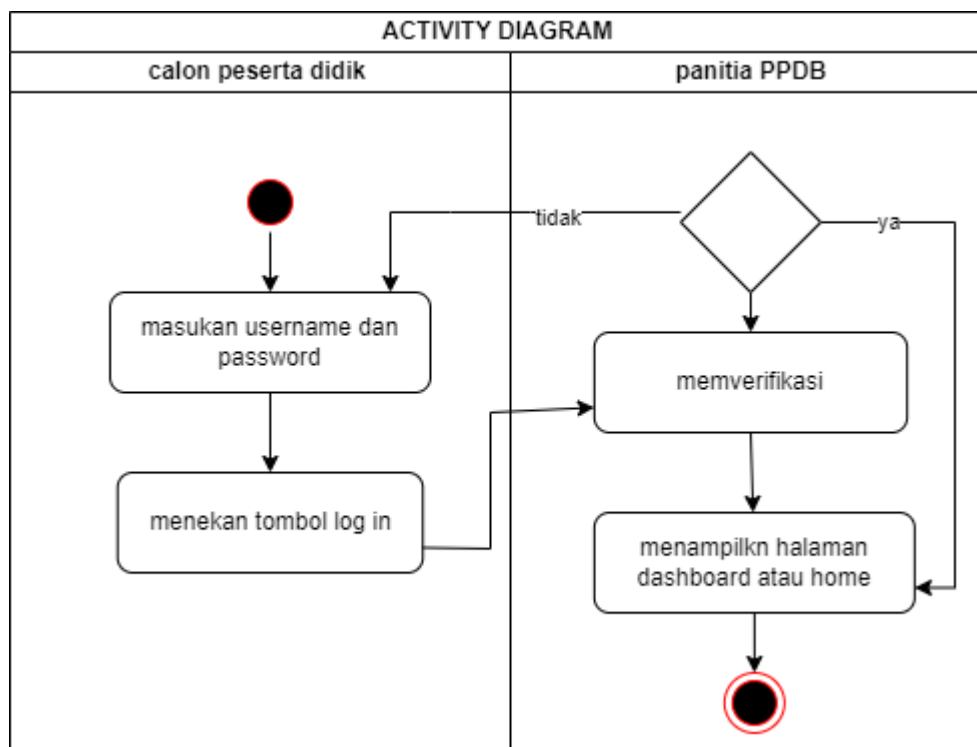 ACTIVITY DIAGRAM
calon peserta didik
panitia PPDB
tidak
ya
masukan username dan
password
memverifikasi
menekan tombol log in
menampilkn halaman
dashboard atau home